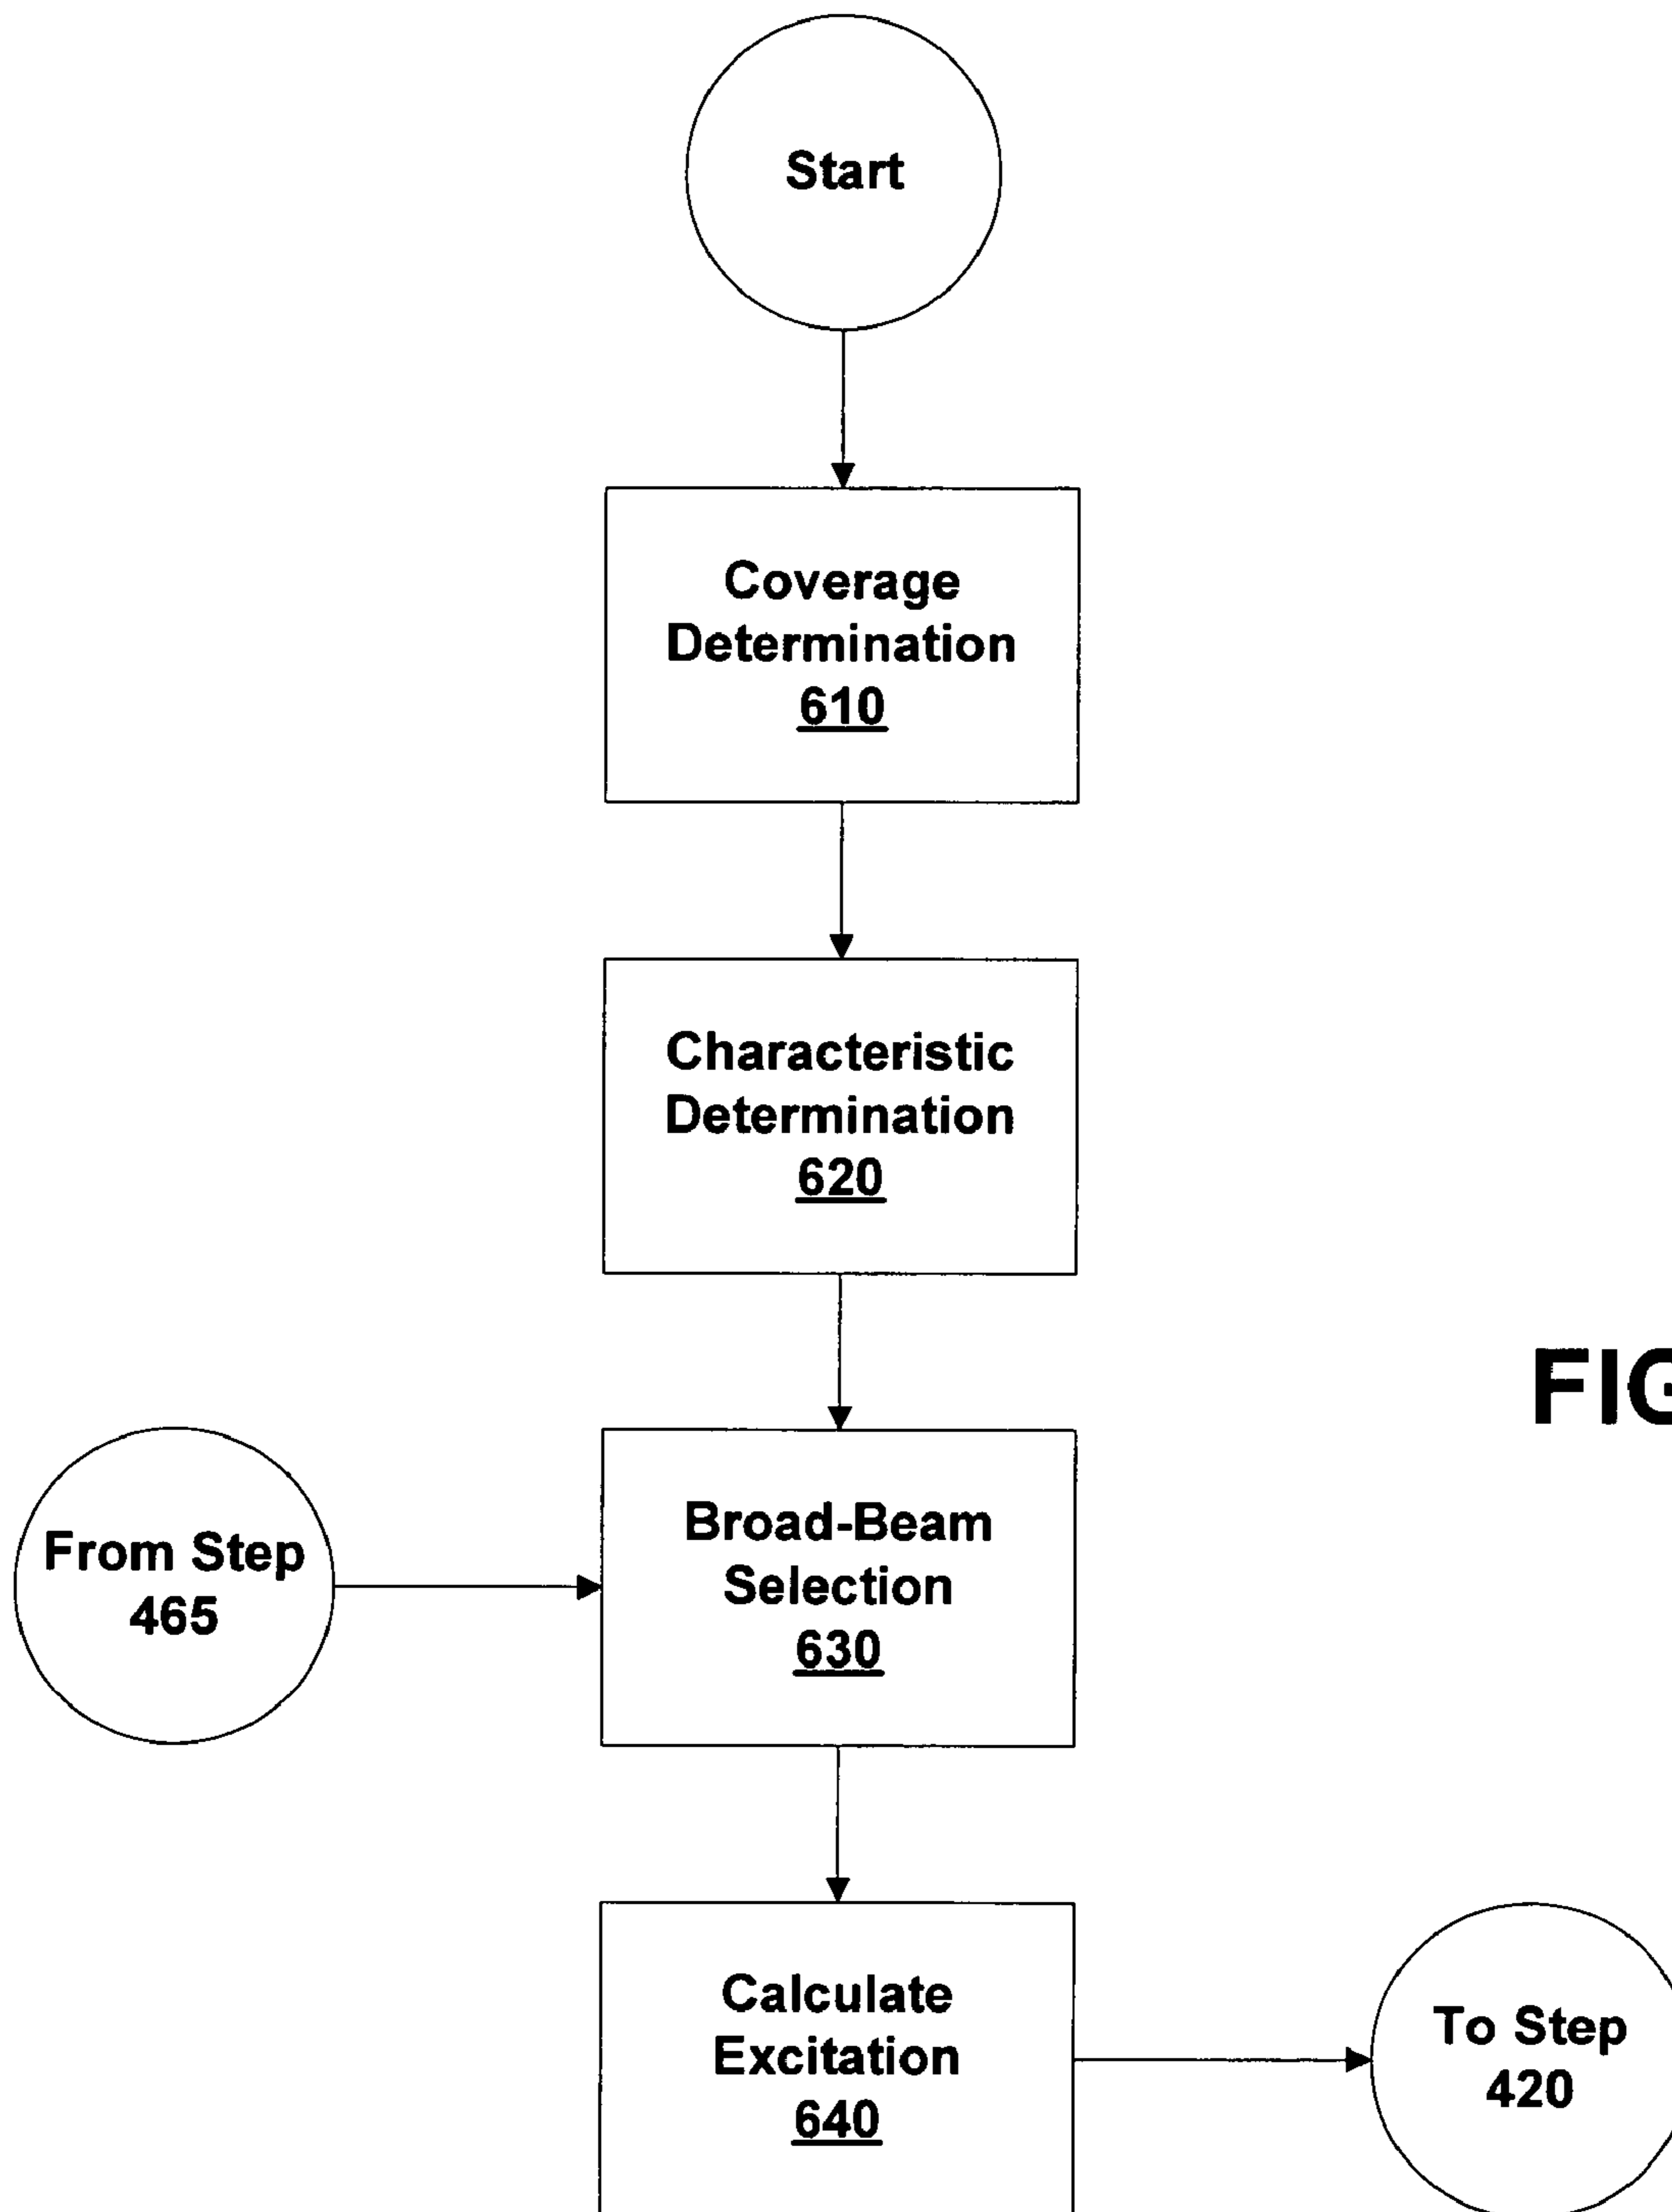 Start
Coverage
Determination
610
Characteristic
Determination
620
FIG
From Step
465
Broad-Beam
Selection
630
Calculate
Excitation
640
To Step
420